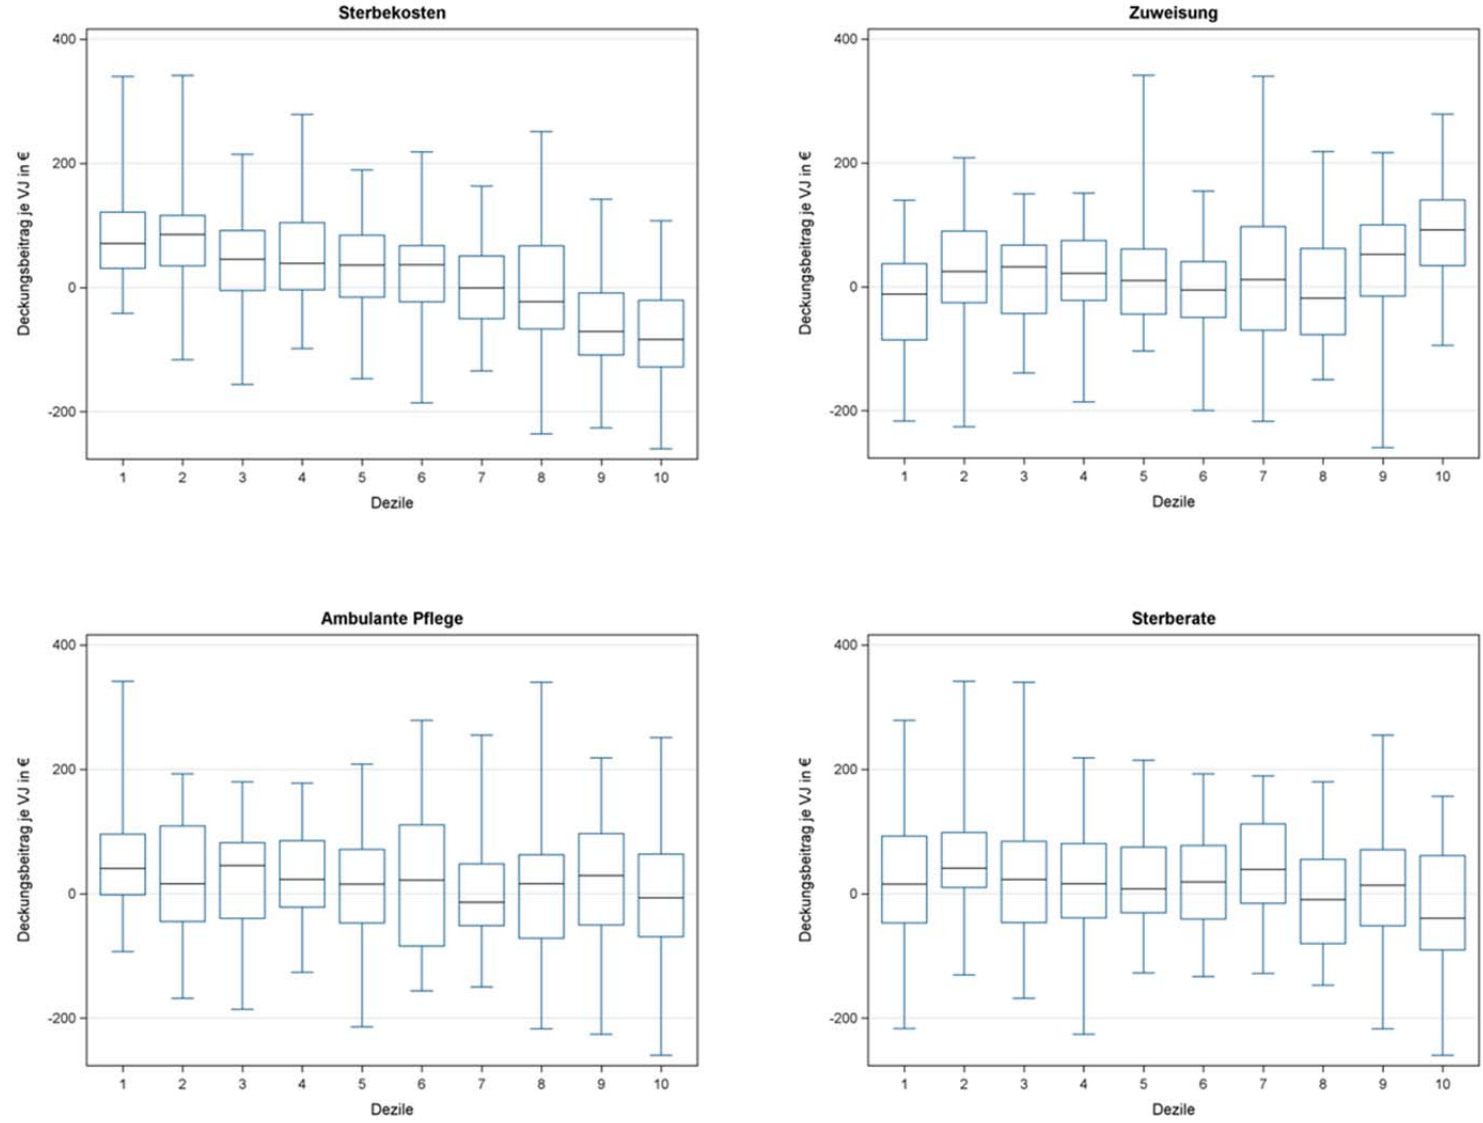 Sterbekosten
400
200
0
-200
Deckungsbeitrag je VJ in €
1 2 3 4 5 6 7 8 9 10
Dezile
Zuweisung
400
200
0
-200
Deckungsbeitrag je VJ in €
1 2 3 4 5 6 7 8 9 10
Dezile
Ambulante Pflege
400
200
0
-200
Deckungsbeitrag je VJ in €
1 2 3 4 5 6 7 8 9 10
Dezile
Sterberate
400
200
0
-200
Deckungsbeitrag je VJ in €
1 2 3 4 5 6 7 8 9 10
Dezile